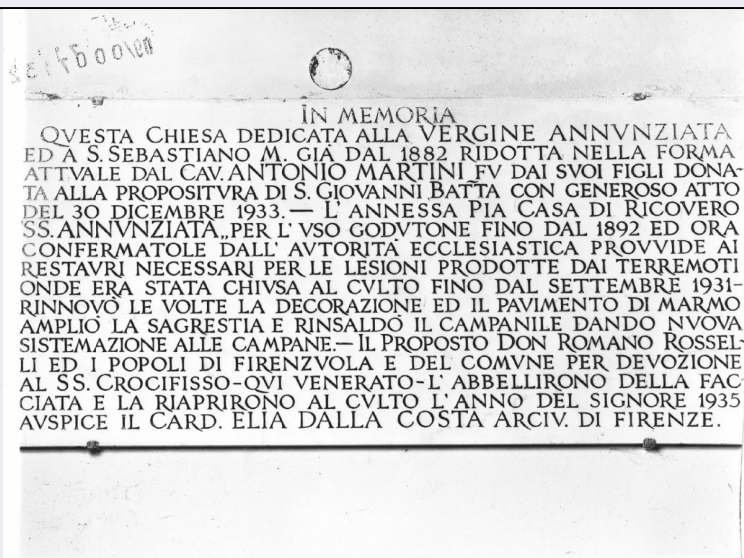 IN MEMORIA
QVESTA CHIESA DEDICATA ALLA VERGINE ANNVNZIATA
ED A S. SEBASTIANO M. GIÀ DAL 1882 RIDOTTA NELLA FORMA
ATTVALE DAL CAV. ANTONIO MARTINI FV DAI SVOI FIGLI DONA-
TA ALLA PROPOSITVRA DI S. GIOVANNI BATTA CON GENEROSO ATTO
DEL 30 DICEMBRE 1933. — L' ANNESSA PIA CASA DI RICOVERO
SS. ANNVNZIATA „PER L' VSO GODVTONE FINO DAL 1892 ED ORA
CONFERMATOLE DALL' AVTORITÀ ECCLESIASTICA PROVVIDE AI
RESTAVRI NECESSARI PER LE LESIONI PRODOTTE DAI TERREMOTI
ONDE ERA STATA CHIVSA AL CVLTO FINO DAL SETTEMBRE 1931-
RINNOVÒ LE VOLTE LA DECORAZIONE ED IL PAVIMENTO DI MARMO
AMPLIÒ LA SAGRESTIA E RINSALDÒ IL CAMPANILE DANDO NVOVA
SISTEMAZIONE ALLE CAMPANE.— IL PROPOSTO DON ROMANO ROSSEL-
LI ED I POPOLI DI FIRENZVOLA E DEL COMVNE PER DEVOZIONE
AL SS. CROCIFISSO-QVI VENERATO-L' ABBELLIRONO DELLA FAC-
CIATA E LA RIAPRIRONO AL CVLTO L'ANNO DEL SIGNORE 1935
AVSPICE IL CARD. ELIA DALLA COSTA ARCIV. DI FIRENZE.